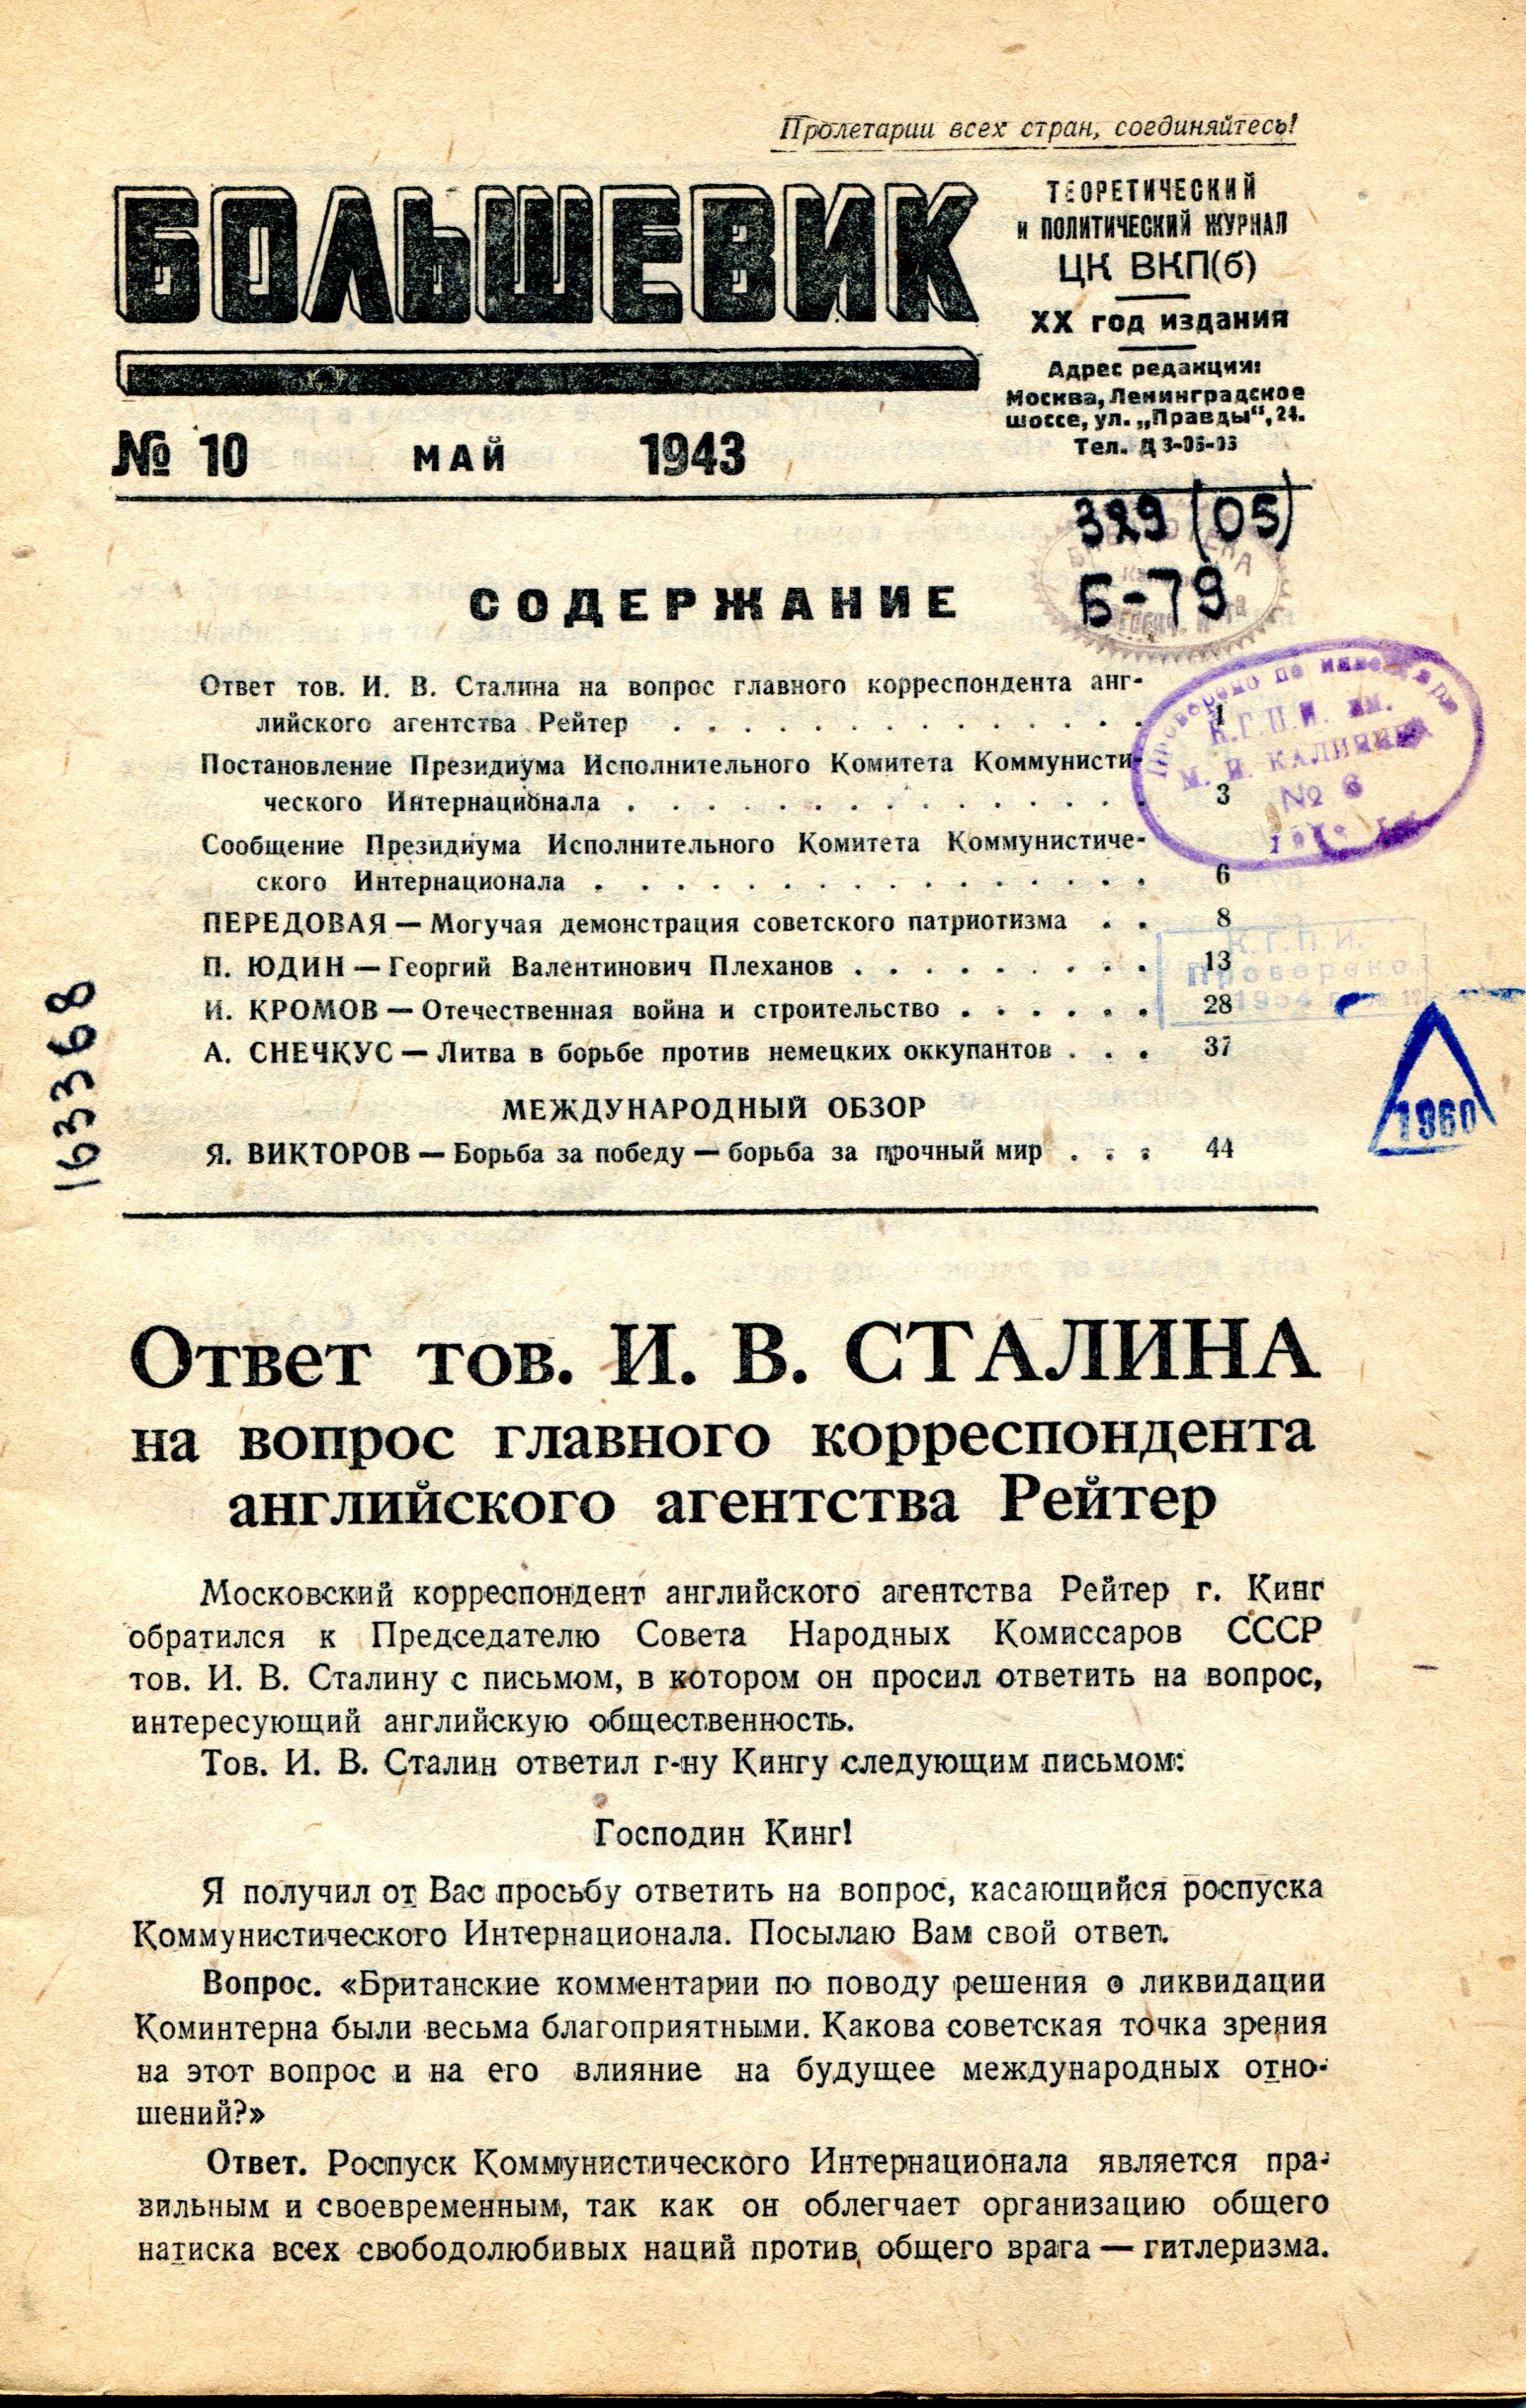 Пролетарии всех стран, соединяйтесь!
БОЛЬШЕВИК
ТЕОРЕТИЧЕСКИЙ
и ПОЛИТИЧЕСКИЙ ЖУРНАЛ
ЦК ВКП(б)
XX год издания
Адрес редакции:
Москва, Ленинградское
шоссе, ул. „Правды“, 24.
Тел. Д 3-
№ 10 МАЙ 1943
329 (05)
Б-79
СОДЕРЖАНИЕ
Ответ тов. И. В. Сталина на вопрос главного корреспондента анг-
лийского агентства Рейтер . . . . . . . . . . . . . . 1
Постановление Президиума Исполнительного Комитета Коммунисти-
ческого Интернационала . . . . . . . . . . . . . . . 3
Сообщение Президиума Исполнительного Комитета Коммунистиче-
ского Интернационала . . . . . . . . . . . . . . . 6
ПЕРЕДОВАЯ — Могучая демонстрация советского патриотизма . . 8
П. ЮДИН — Георгий Валентинович Плеханов . . . . . . . . . 13
И. КРОМОВ — Отечественная война и строительство . . . . . . 28
А. СНЕЧКУС — Литва в борьбе против немецких оккупантов . . . 37
МЕЖДУНАРОДНЫЙ ОБЗОР
Я. ВИКТОРОВ — Борьба за победу — борьба за прочный мир . . . 44
Проверено по
К.Г.П.И. им.
М. И. КАЛИНИНА
№ 6
К.Г.П.И.
Проверено
1954
1960
163368
Ответ тов. И. В. СТАЛИНА
на вопрос главного корреспондента
английского агентства Рейтер
Московский корреспондент английского агентства Рейтер г. Кинг
обратился к Председателю Совета Народных Комиссаров СССР
тов. И. В. Сталину с письмом, в котором он просил ответить на вопрос,
интересующий английскую общественность.
Тов. И. В. Сталин ответил г-ну Кингу следующим письмом:
Господин Кинг!
Я получил от Вас просьбу ответить на вопрос, касающийся роспуска
Коммунистического Интернационала. Посылаю Вам свой ответ.
Вопрос. «Британские комментарии по поводу решения о ликвидации
Коминтерна были весьма благоприятными. Какова советская точка зрения
на этот вопрос и на его влияние на будущее международных отно-
шений?»
Ответ. Роспуск Коммунистического Интернационала является пра-
вильным и своевременным, так как он облегчает организацию общего
натиска всех свободолюбивых наций против общего врага — гитлеризма.